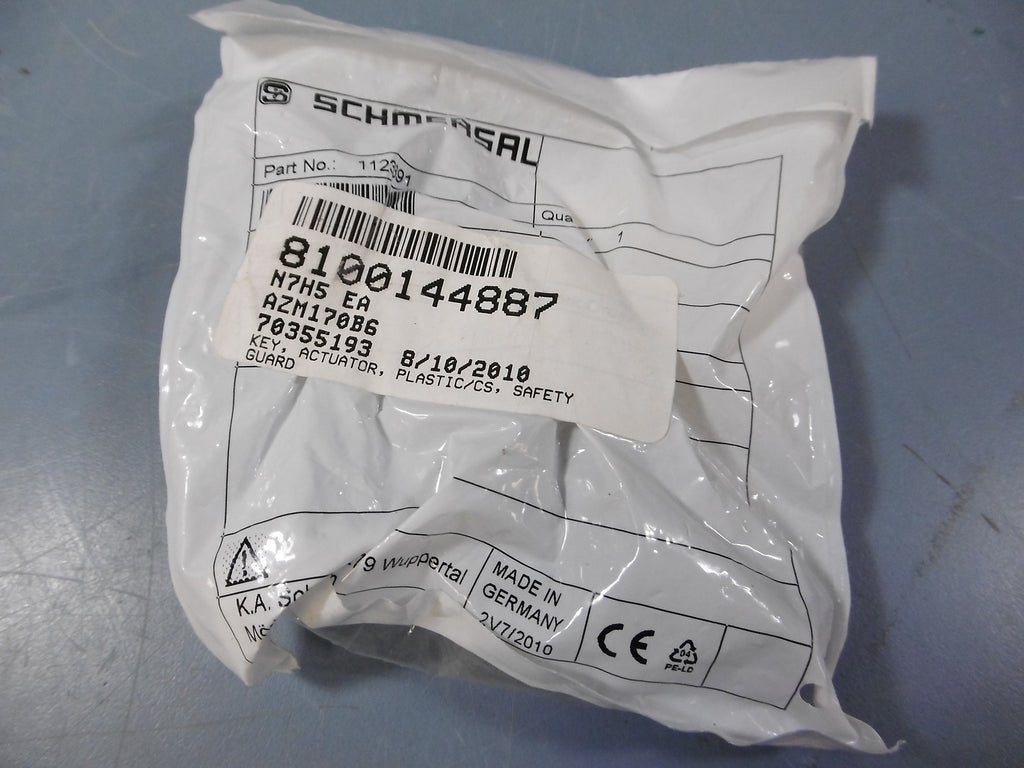 SCHMERSAL
Part No.:
Qua
1
8100144887
N7H5 EA
AZM170B6
70355193 8/10/2010
KEY, ACTUATOR, PLASTIC/CS, SAFETY
GUARD
K.A.
79 Wuppertal
MADE IN
GERMANY
2V7/2010
CE
04
PE-LD